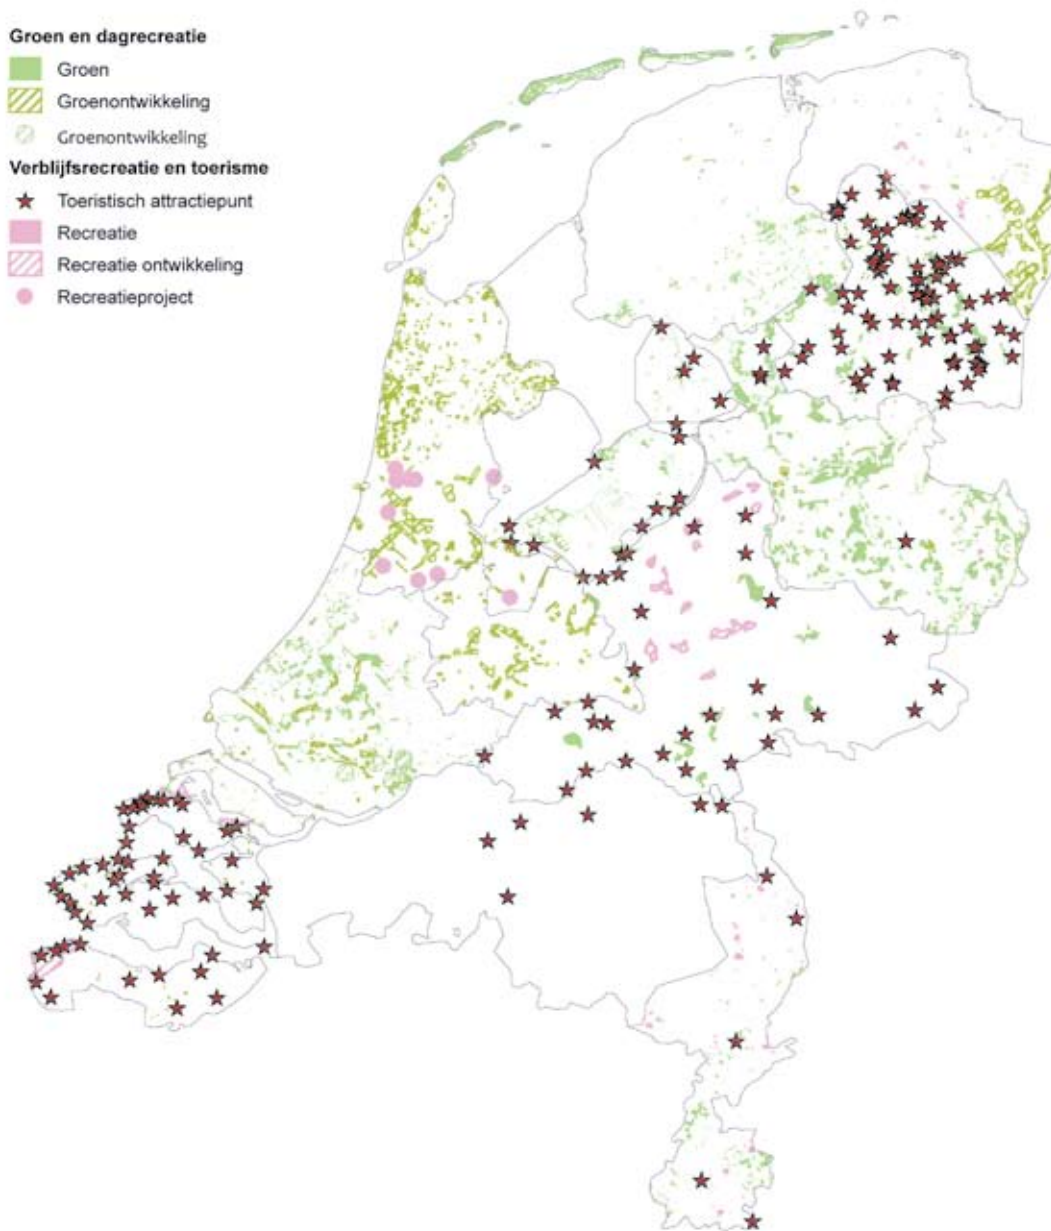 Groen en dagrecreatie
Groen
Groenontwikkeling
Groenontwikkeling
Verblijfsrecreatie en toerisme
Toeristisch attractiepunt
Recreatie
Recreatie ontwikkeling
Recreatieproject